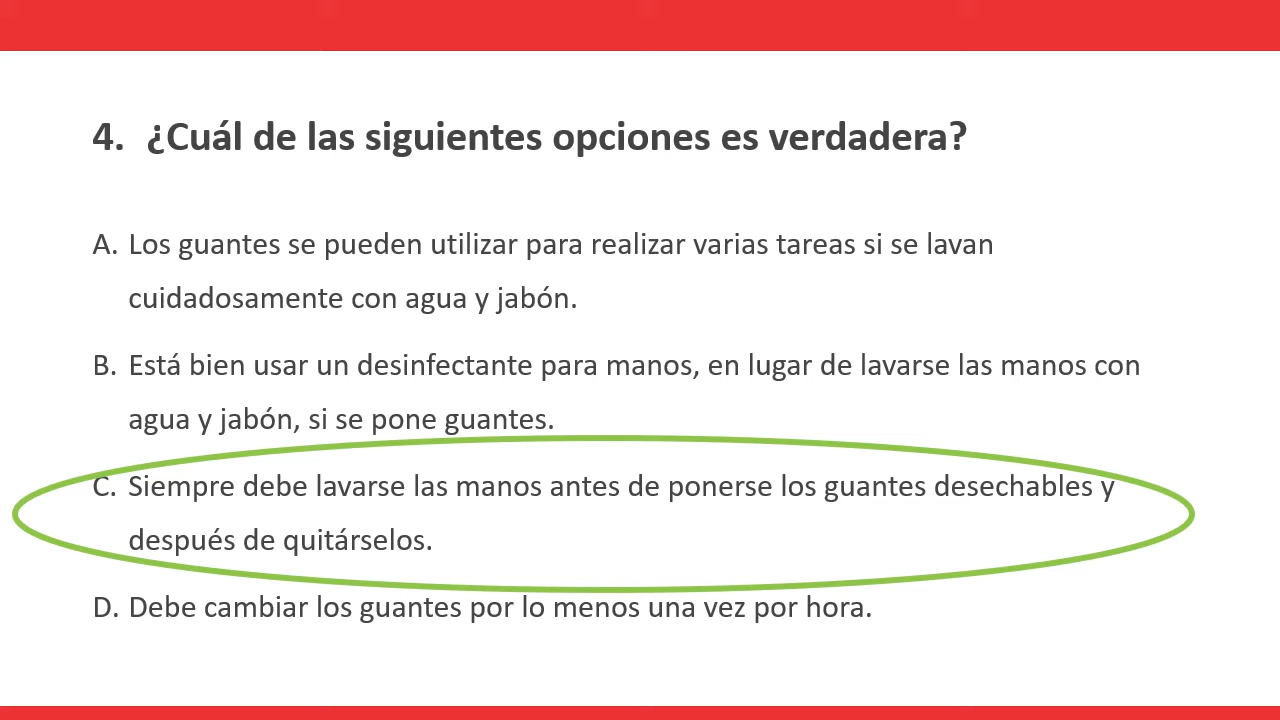 4. ¿Cuál de las siguientes opciones es verdadera?
A. Los guantes se pueden utilizar para realizar varias tareas si se lavan
cuidadosamente con agua y jabón.
B. Está bien usar un desinfectante para manos, en lugar de lavarse las manos con
agua y jabón, si se pone guantes.
C. Siempre debe lavarse las manos antes de ponerse los guantes desechables y
después de quitárselos.
D. Debe cambiar los guantes por lo menos una vez por hora.